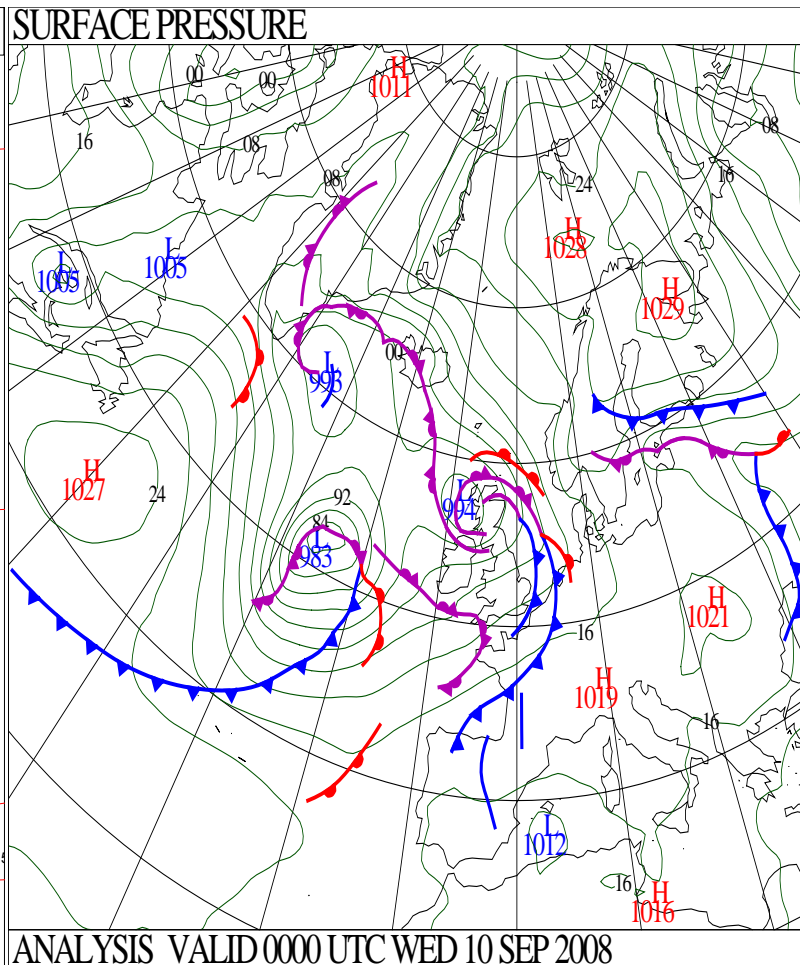 SURFACE PRESSURE
H
1011
00
00
08
16
08
16
08
24
H
1028
L
1005
L
1005
H
1029
00
L
993
H
1027
24
92
L
994
84
L
983
H
1021
16
H
1019
16
L
1012
16
H
1016
ANALYSIS VALID 0000 UTC WED 10 SEP 2008